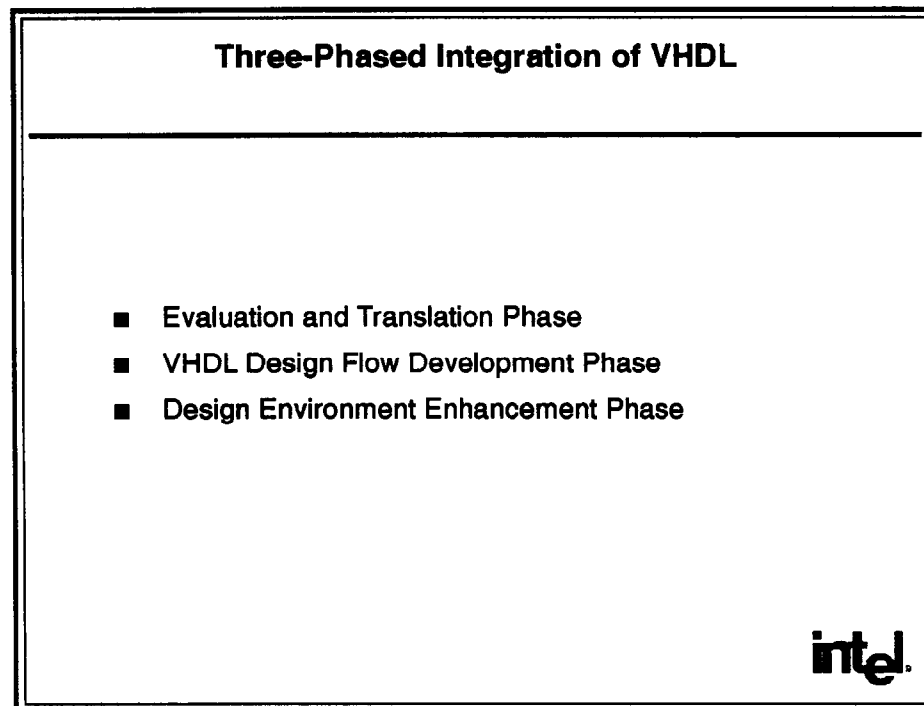 Three-Phased Integration of VHDL
■ Evaluation and Translation Phase
■ VHDL Design Flow Development Phase
■ Design Environment Enhancement Phase
intel.